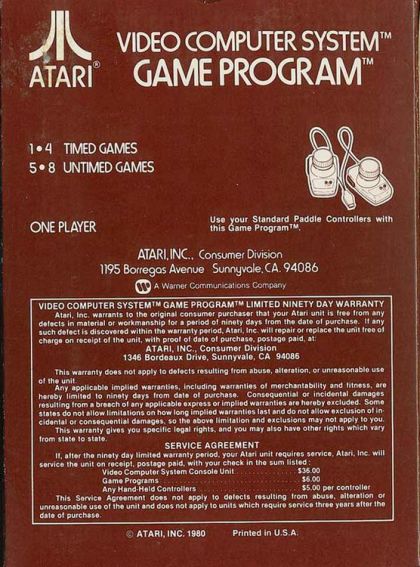 ATARI®
VIDEO COMPUTER SYSTEM™
GAME PROGRAM™
1•4 TIMED GAMES
5•8 UNTIMED GAMES
ONE PLAYER
Use your Standard Paddle Controllers with
this Game Program™.
ATARI, INC., Consumer Division
1195 Borregas Avenue Sunnyvale, CA. 94086
A Warner Communications Company
VIDEO COMPUTER SYSTEM™ GAME PROGRAM™ LIMITED NINETY DAY WARRANTY
Atari, Inc. warrants to the original consumer purchaser that your Atari unit is free from any
defects in material or workmanship for a period of ninety days from the date of purchase. If any
such defect is discovered within the warranty period, Atari, Inc. will repair or replace the unit free of
charge on receipt of the unit, with proof of date of purchase, postage paid, at:
ATARI, INC., Consumer Division
1346 Bordeaux Drive, Sunnyvale, CA 94086
This warranty does not apply to defects resulting from abuse, alteration, or unreasonable use
of the unit.
Any applicable implied warranties, including warranties of merchantability and fitness, are
hereby limited to ninety days from date of purchase. Consequential or incidental damages
resulting from a breach of any applicable express or implied warranties are hereby excluded. Some
states do not allow limitations on how long implied warranties last and do not allow exclusion of in-
cidental or consequential damages, so the above limitation and exclusions may not apply to you.
This warranty gives you specific legal rights, and you may also have other rights which vary
from state to state.
SERVICE AGREEMENT
If, after the ninety day limited warranty period, your Atari unit requires service, Atari, Inc. will
service the unit on receipt, postage paid, with your check in the sum listed:
Video Computer System Console Unit $36.00
Game Programs $6.00
Any Hand-Held Controllers $5.00 per controller
This Service Agreement does not apply to defects resulting from abuse, alteration or
unreasonable use of the unit and does not apply to units which require service three years after the
date of purchase.
© ATARI, INC. 1980 Printed in U.S.A.